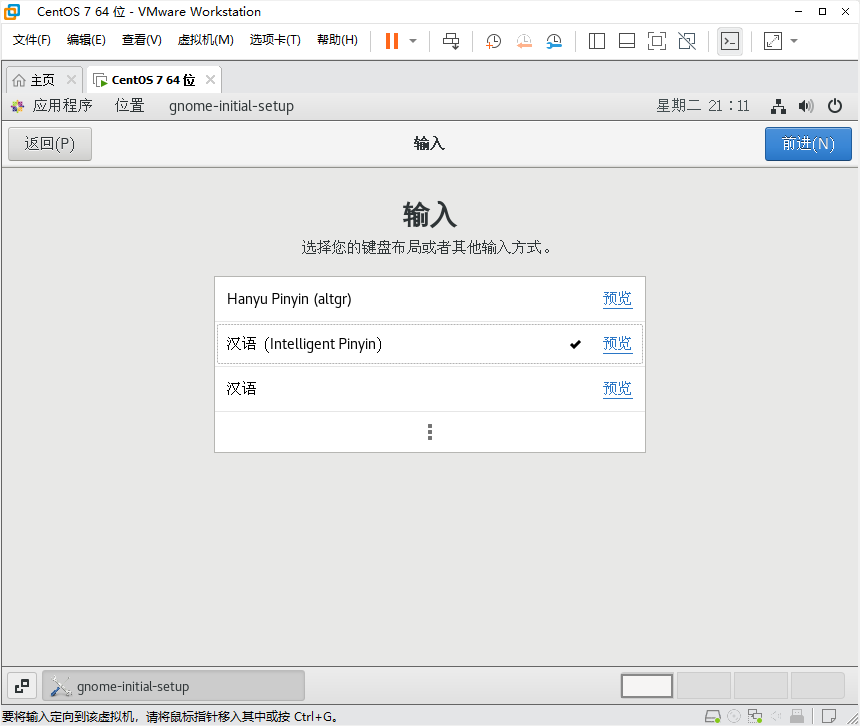 CentOS 7 64 位 - VMware Workstation
文件(F) 编辑(E) 查看(V) 虚拟机(M) 选项卡(T) 帮助(H)
主页 CentOS 7 64 位
应用程序 位置 gnome-initial-setup 星期二 21：11
返回(P) 输入 前进(N)
输入
选择您的键盘布局或者其他输入方式。
Hanyu Pinyin (altgr) 预览
汉语 (Intelligent Pinyin) 预览
汉语 预览
gnome-initial-setup
要将输入定向到该虚拟机，请将鼠标指针移入其中或按 Ctrl+G。